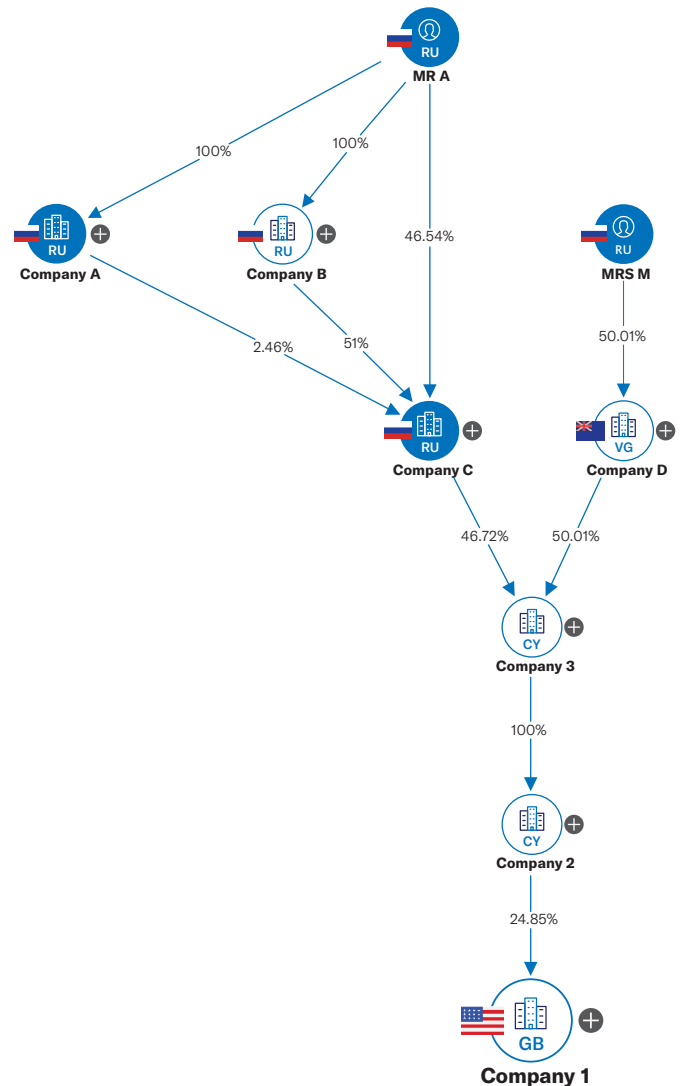 RU
MR A
100%
100%
46.54%
RU
Company A
RU
Company B
RU
MRS M
2.46%
51%
50.01%
RU
Company C
VG
Company D
46.72%
50.01%
CY
Company 3
100%
CY
Company 2
24.85%
GB
Company 1